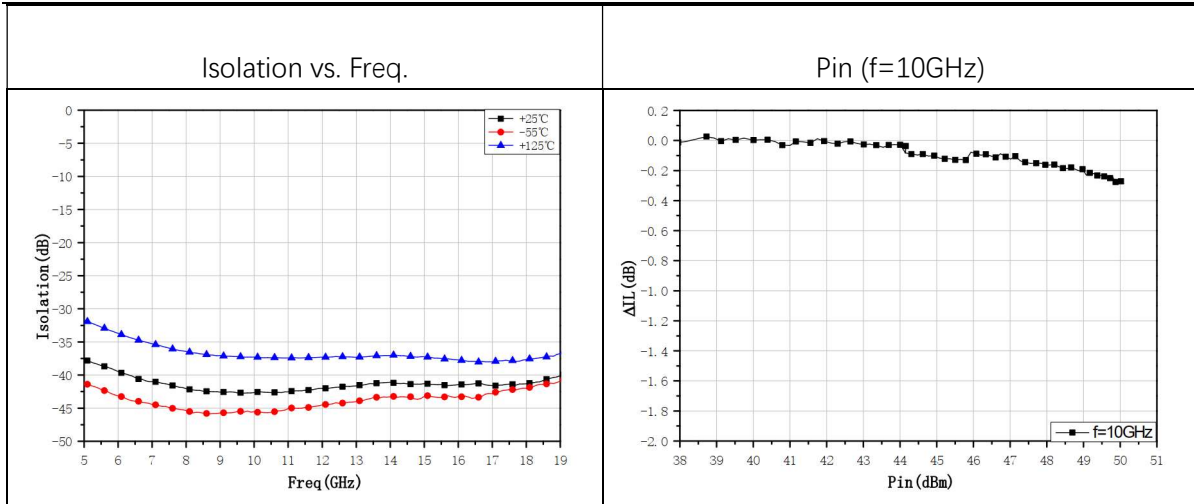 Isolation vs. Freq.
Pin (f=10GHz)
0
-5
-10
-15
-20
-25
-30
-35
-40
-45
-50
Isolation(dB)
+25℃
-55℃
+125℃
5 6 7 8 9 10 11 12 13 14 15 16 17 18 19
Freq(GHz)
0.2
0.0
-0.2
-0.4
-0.6
-0.8
-1.0
-1.2
-1.4
-1.6
-1.8
-2.0
ΔIL(dB)
f=10GHz
38 39 40 41 42 43 44 45 46 47 48 49 50 51
Pin(dBm)